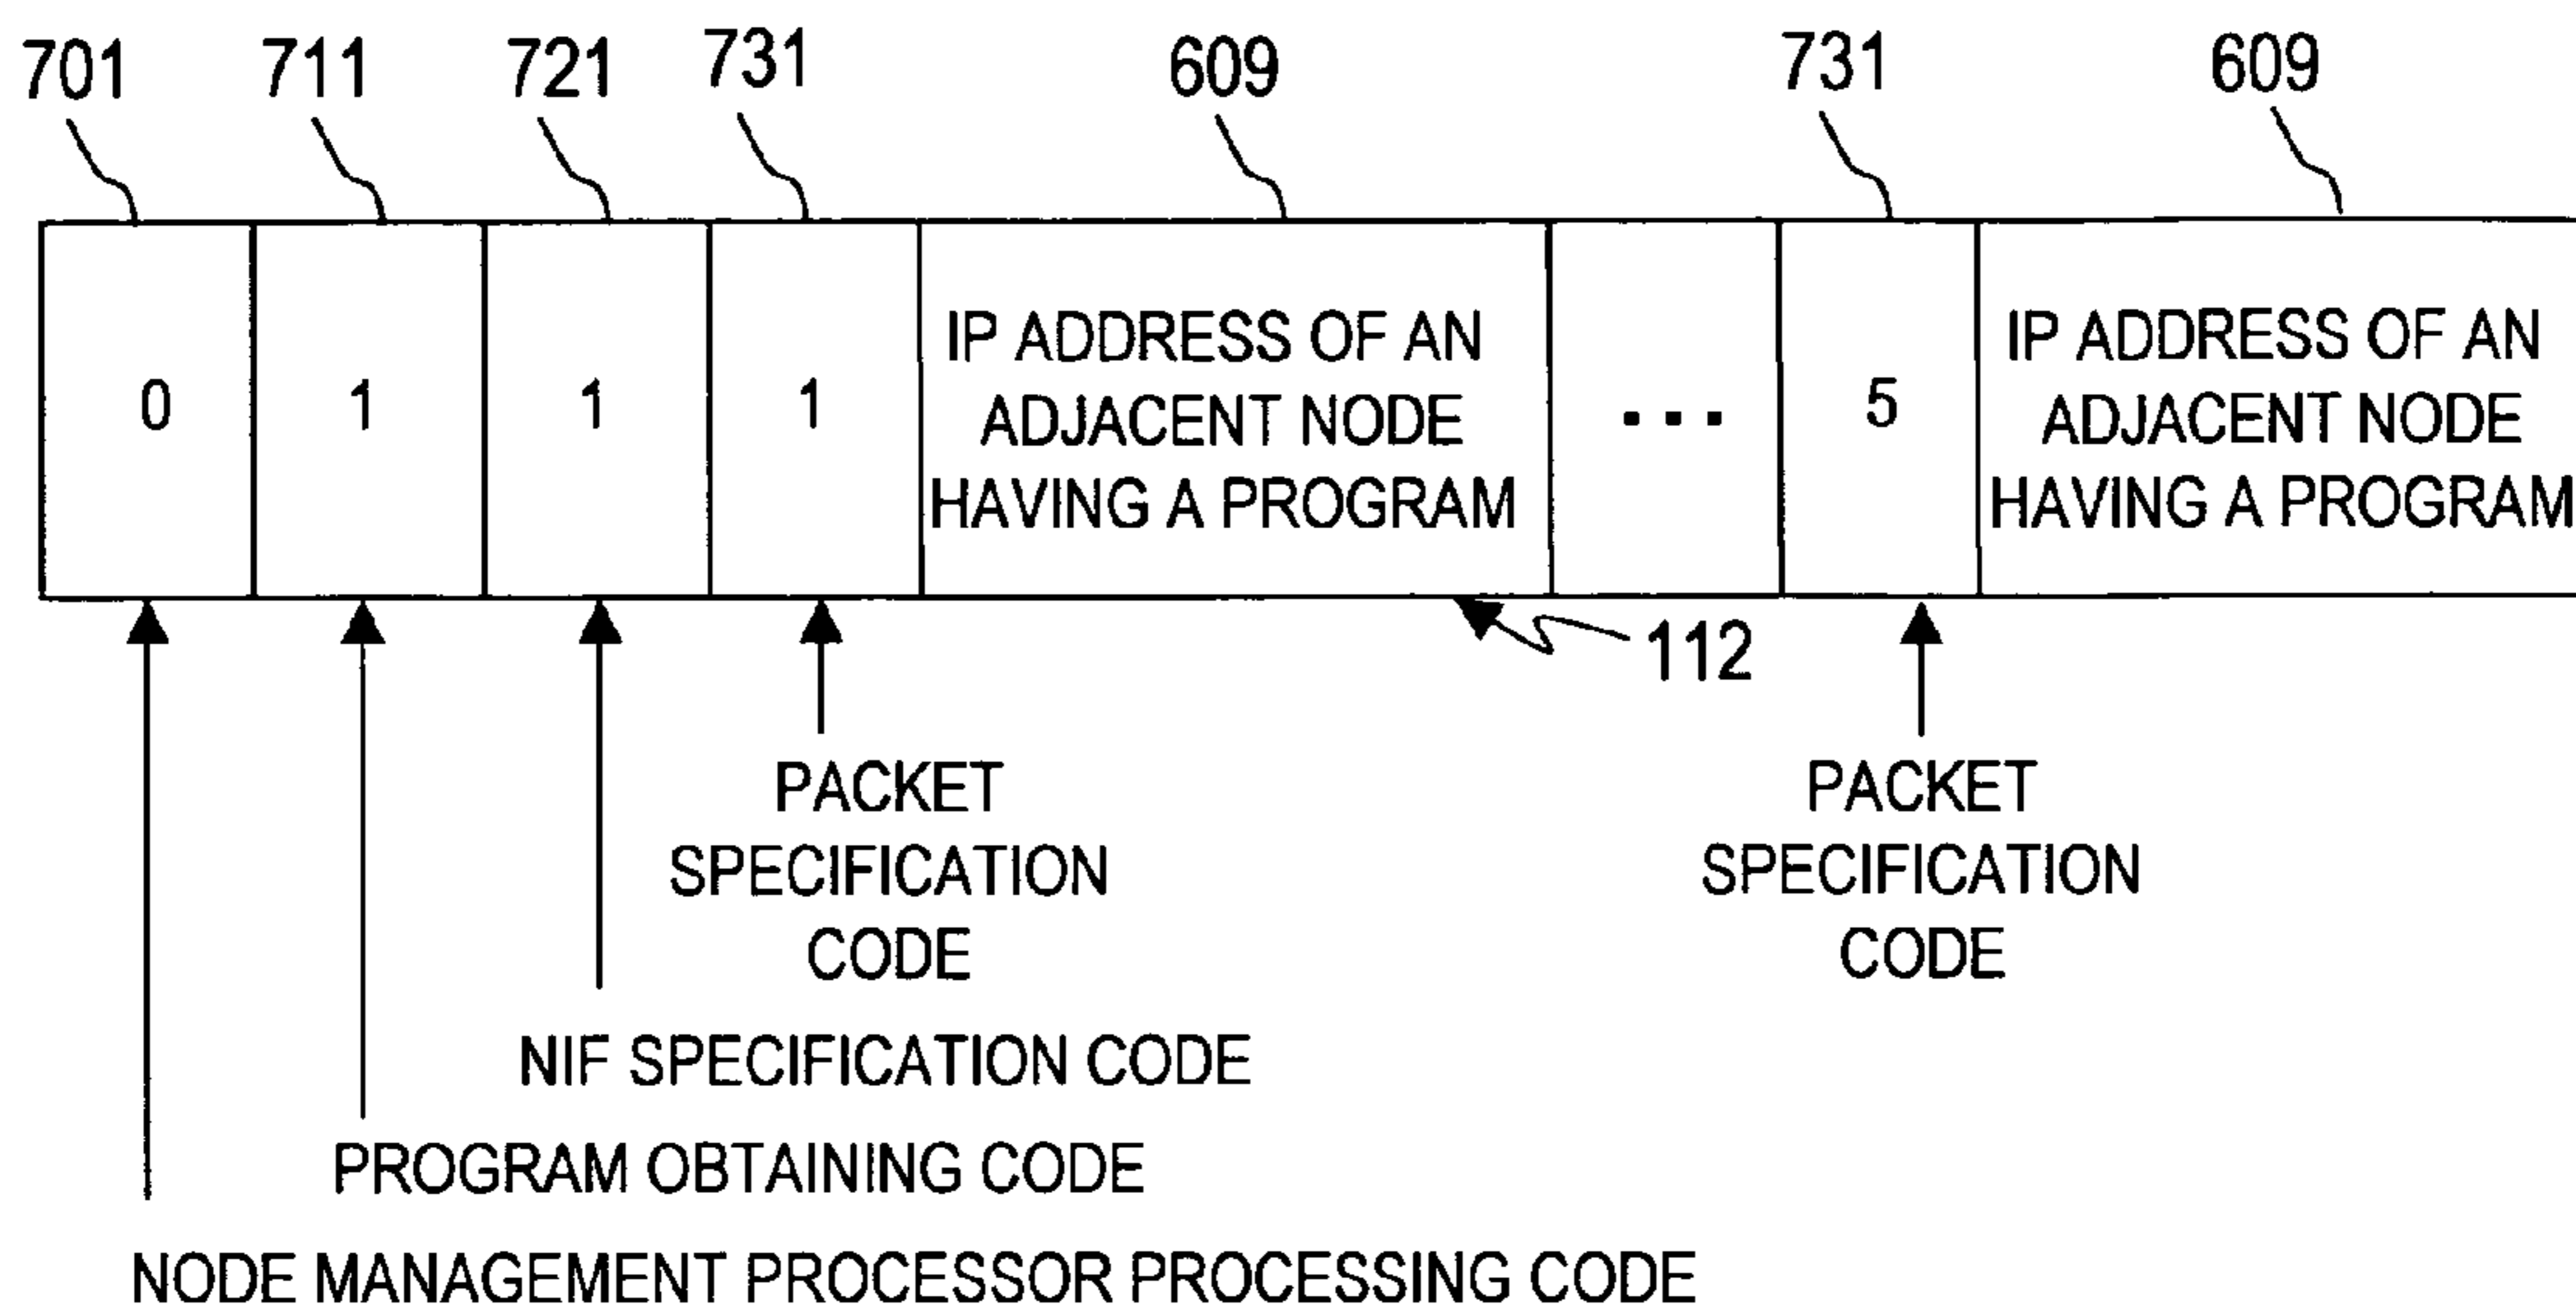 701 711 721 731 609 731 609
0 1 1 1 IP ADDRESS OF AN ADJACENT NODE HAVING A PROGRAM ... 5 IP ADDRESS OF AN ADJACENT NODE HAVING A PROGRAM
112
PACKET
SPECIFICATION
CODE
PACKET
SPECIFICATION
CODE
NIF SPECIFICATION CODE
PROGRAM OBTAINING CODE
NODE MANAGEMENT PROCESSOR PROCESSING CODE